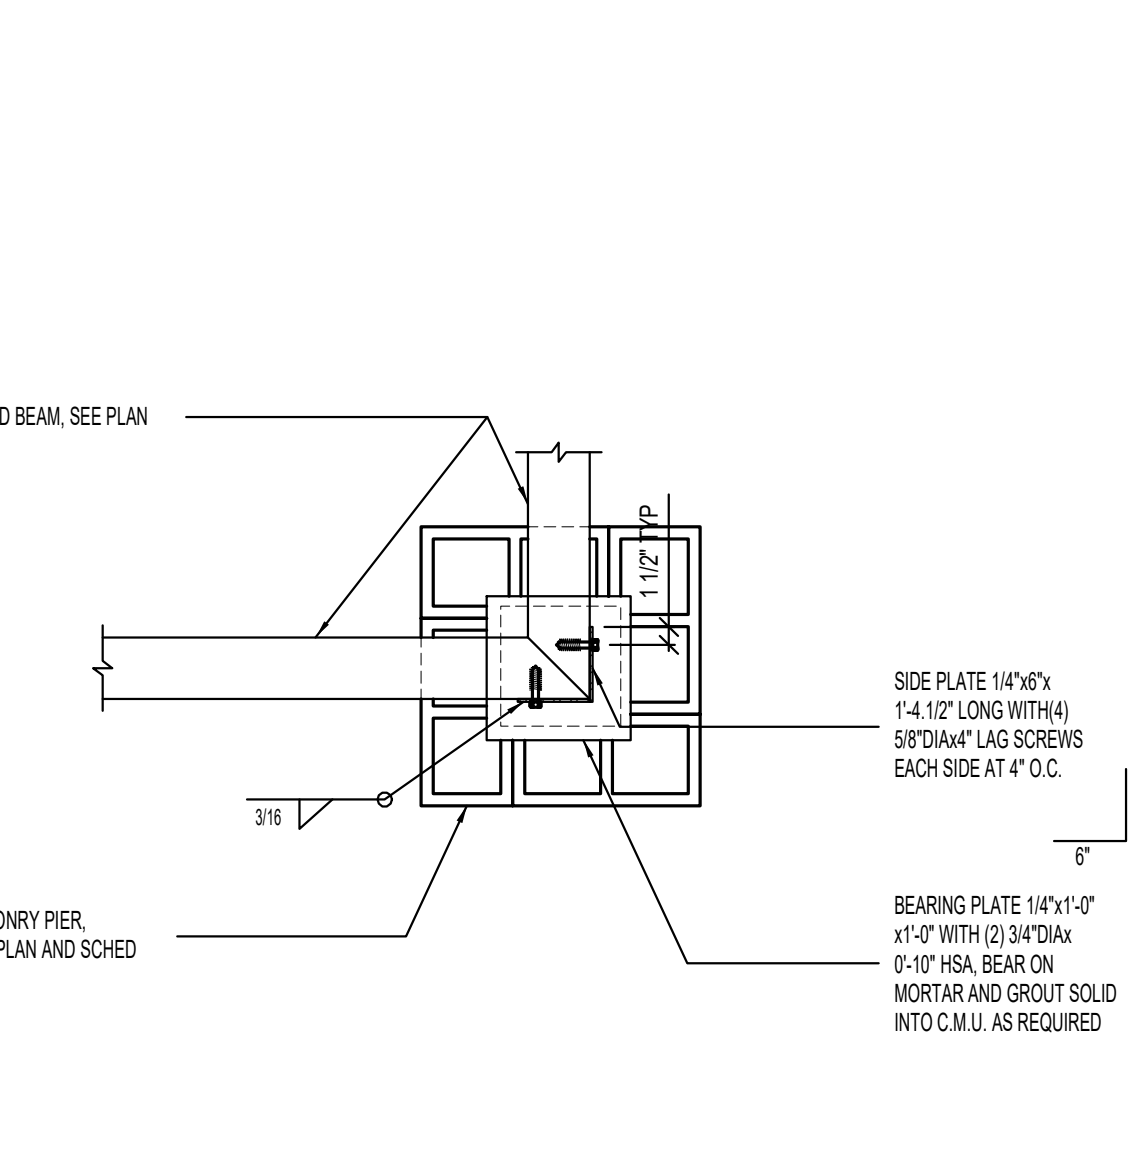 D BEAM, SEE PLAN
1 1/2" TYP
SIDE PLATE 1/4"x6"x
1'-4.1/2" LONG WITH(4)
5/8"DIAx4" LAG SCREWS
EACH SIDE AT 4" O.C.
3/16
6"
ONRY PIER,
PLAN AND SCHED
BEARING PLATE 1/4"x1'-0"
x1'-0" WITH (2) 3/4"DIAx
0'-10" HSA, BEAR ON
MORTAR AND GROUT SOLID
INTO C.M.U. AS REQUIRED